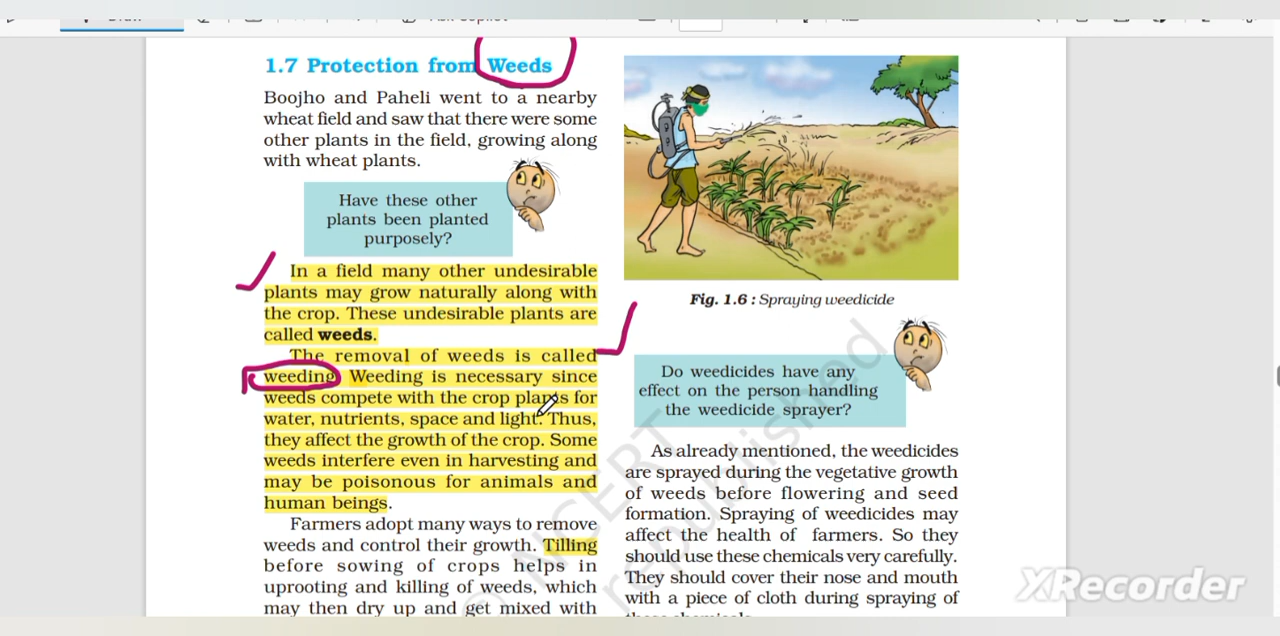 1.7 Protection from Weeds
Boojho and Paheli went to a nearby
wheat field and saw that there were some
other plants in the field, growing along
with wheat plants.
Have these other
plants been planted
purposely?
In a field many other undesirable
plants may grow naturally along with
the crop. These undesirable plants are
called weeds.
The removal of weeds is called
weeding. Weeding is necessary since
weeds compete with the crop plants for
water, nutrients, space and light. Thus,
they affect the growth of the crop. Some
weeds interfere even in harvesting and
may be poisonous for animals and
human beings.
Farmers adopt many ways to remove
weeds and control their growth. Tilling
before sowing of crops helps in
uprooting and killing of weeds, which
may then dry up and get mixed with
Fig. 1.6 : Spraying weedicide
Do weedicides have any
effect on the person handling
the weedicide sprayer?
As already mentioned, the weedicides
are sprayed during the vegetative growth
of weeds before flowering and seed
formation. Spraying of weedicides may
affect the health of farmers. So they
should use these chemicals very carefully.
They should cover their nose and mouth
with a piece of cloth during spraying of
© NCERT
republished
XRecorder